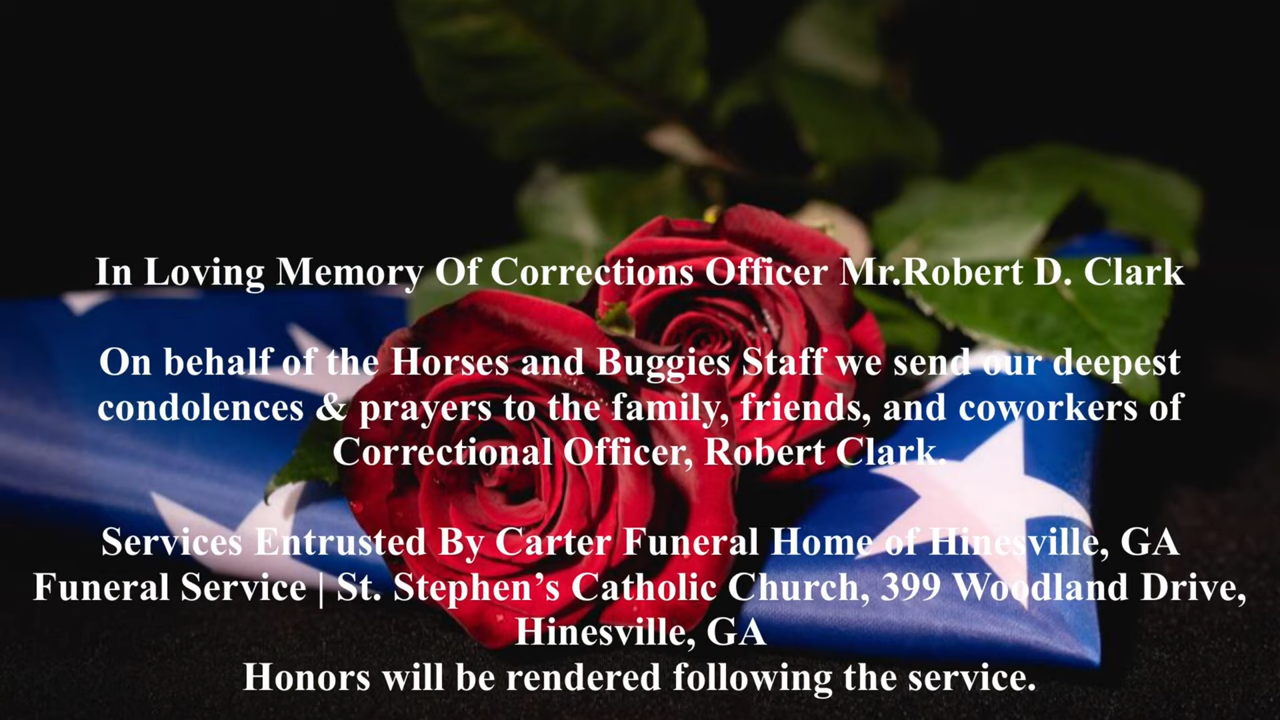 In Loving Memory Of Corrections Officer Mr.Robert D. Clark
On behalf of the Horses and Buggies Staff we send our deepest
condolences & prayers to the family, friends, and coworkers of
Correctional Officer, Robert Clark.
Services Entrusted By Carter Funeral Home of Hinesville, GA
Funeral Service | St. Stephen’s Catholic Church, 399 Woodland Drive,
Hinesville, GA
Honors will be rendered following the service.